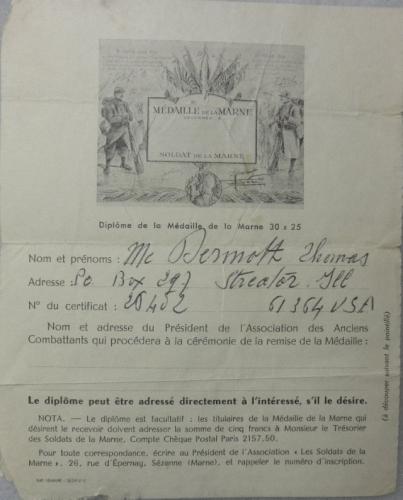 MÉDAILLE DE LA MARNE
DÉCERNÉE À
SOLDAT DE LA MARNE
Diplôme de la Médaille de la Marne 30 x 25
Nom et prénoms : Mc Dermott Thomas
Adresse : Po Box 297 Streator. Ill
N° du certificat : 20402 61364 USA
Nom et adresse du Président de l'Association des Anciens
Combattants qui procédera à la cérémonie de la remise de la Médaille :
(à découper suivant le pointillé)
Le diplôme peut être adressé directement à l'intéressé, s'il le désire.
NOTA. — Le diplôme est facultatif : les titulaires de la Médaille de la Marne qui
désirent le recevoir doivent adresser la somme de cinq francs à Monsieur le Trésorier
des Soldats de la Marne, Compte Chèque Postal Paris 2157.50.
Pour toute correspondance, écrire au Président de l'Association « Les Soldats de la
Marne », 26, rue d'Épernay, Sézanne (Marne), et rappeler le numéro d'inscription.